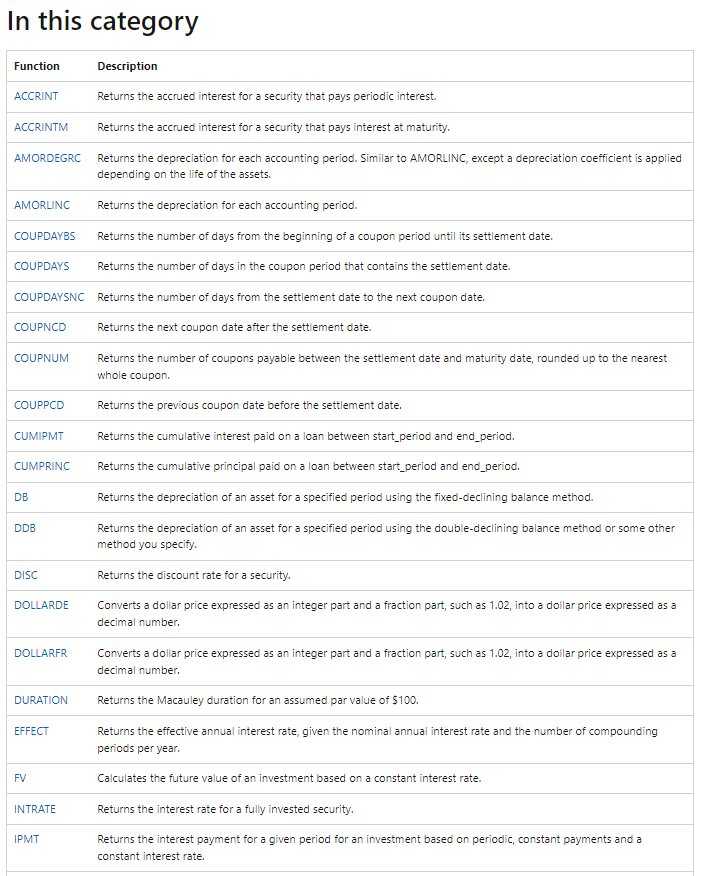 In this category
Function Description
ACCRINT Returns the accrued interest for a security that pays periodic interest.
ACCRINTM Returns the accrued interest for a security that pays interest at maturity.
AMORDEGRC Returns the depreciation for each accounting period. Similar to AMORLINC, except a depreciation coefficient is applied
depending on the life of the assets.
AMORLINC Returns the depreciation for each accounting period.
COUPDAYBS Returns the number of days from the beginning of a coupon period until its settlement date.
COUPDAYS Returns the number of days in the coupon period that contains the settlement date.
COUPDAYSNC Returns the number of days from the settlement date to the next coupon date.
COUPNCD Returns the next coupon date after the settlement date.
COUPNUM Returns the number of coupons payable between the settlement date and maturity date, rounded up to the nearest
whole coupon.
COUPPCD Returns the previous coupon date before the settlement date.
CUMIPMT Returns the cumulative interest paid on a loan between start_period and end_period.
CUMPRINC Returns the cumulative principal paid on a loan between start_period and end_period.
DB Returns the depreciation of an asset for a specified period using the fixed-declining balance method.
DDB Returns the depreciation of an asset for a specified period using the double-declining balance method or some other
method you specify.
DISC Returns the discount rate for a security.
DOLLARDE Converts a dollar price expressed as an integer part and a fraction part, such as 1.02, into a dollar price expressed as a
decimal number.
DOLLARFR Converts a dollar price expressed as an integer part and a fraction part, such as 1.02, into a dollar price expressed as a
decimal number.
DURATION Returns the Macauley duration for an assumed par value of $100.
EFFECT Returns the effective annual interest rate, given the nominal annual interest rate and the number of compounding
periods per year.
FV Calculates the future value of an investment based on a constant interest rate.
INTRATE Returns the interest rate for a fully invested security.
IPMT Returns the interest payment for a given period for an investment based on periodic, constant payments and a
constant interest rate.